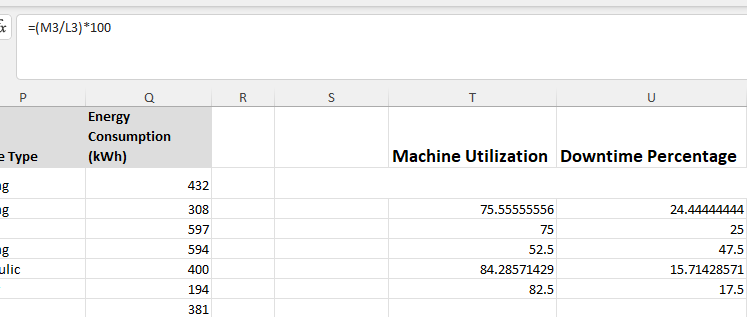 fx =(M3/L3)*100
P Q R S T U
Energy
Consumption
e Type (kWh) Machine Utilization Downtime Percentage
g 432
g 308 75.55555556 24.44444444
597 75 25
g 594 52.5 47.5
ulic 400 84.28571429 15.71428571
194 82.5 17.5
381